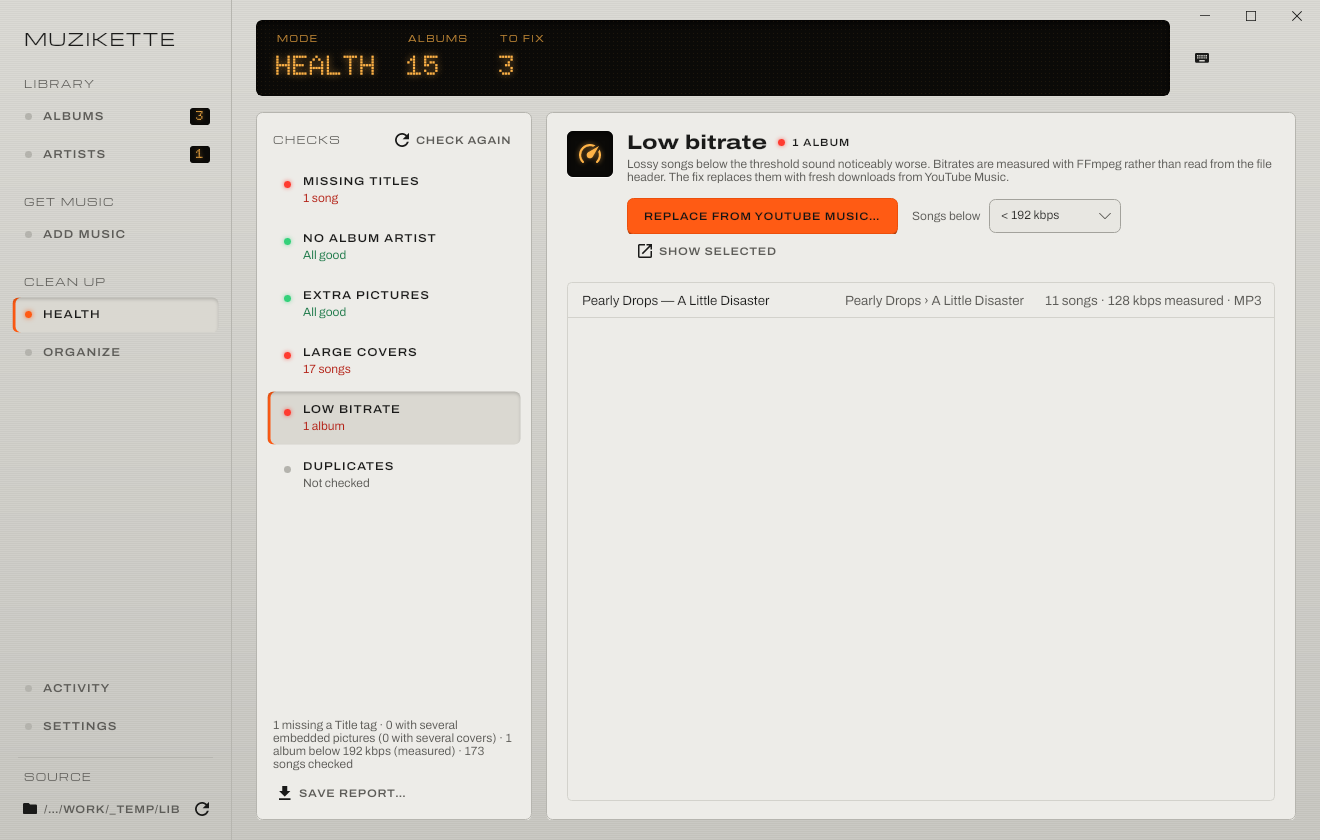 MUZIKETTE
LIBRARY
ALBUMS 3
ARTISTS 1
GET MUSIC
ADD MUSIC
CLEAN UP
HEALTH
ORGANIZE
ACTIVITY
SETTINGS
SOURCE
/.../WORK/_TEMP/LIB
MODE ALBUMS TO FIX
HEALTH 15 3
CHECKS CHECK AGAIN
MISSING TITLES
1 song
NO ALBUM ARTIST
All good
EXTRA PICTURES
All good
LARGE COVERS
17 songs
LOW BITRATE
1 album
DUPLICATES
Not checked
1 missing a Title tag · 0 with several
embedded pictures (0 with several covers) · 1
album below 192 kbps (measured) · 173
songs checked
SAVE REPORT...
Low bitrate 1 ALBUM
Lossy songs below the threshold sound noticeably worse. Bitrates are measured with FFmpeg rather than read from the file
header. The fix replaces them with fresh downloads from YouTube Music.
REPLACE FROM YOUTUBE MUSIC... Songs below < 192 kbps
SHOW SELECTED
Pearly Drops — A Little Disaster Pearly Drops › A Little Disaster 11 songs · 128 kbps measured · MP3